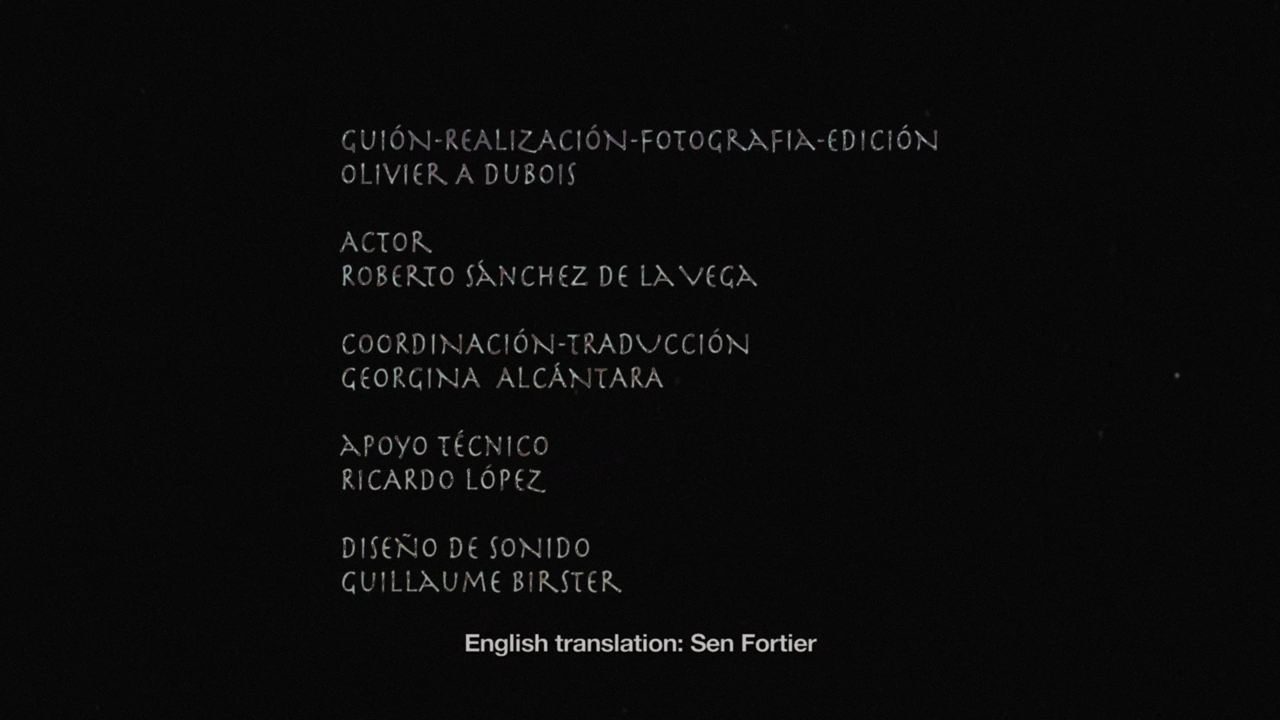 GUIÓN-REALIZACIÓN-FOTOGRAFIA-EDICIÓN
OLIVIER A DUBOIS
ACTOR
ROBERTO SÁNCHEZ DE LA VEGA
COORDINACIÓN-TRADUCCIÓN
GEORGINA ALCÁNTARA
APOYO TÉCNICO
RICARDO LÓPEZ
DISEÑO DE SONIDO
GUILLAUME BIRSTER
English translation: Sen Fortier